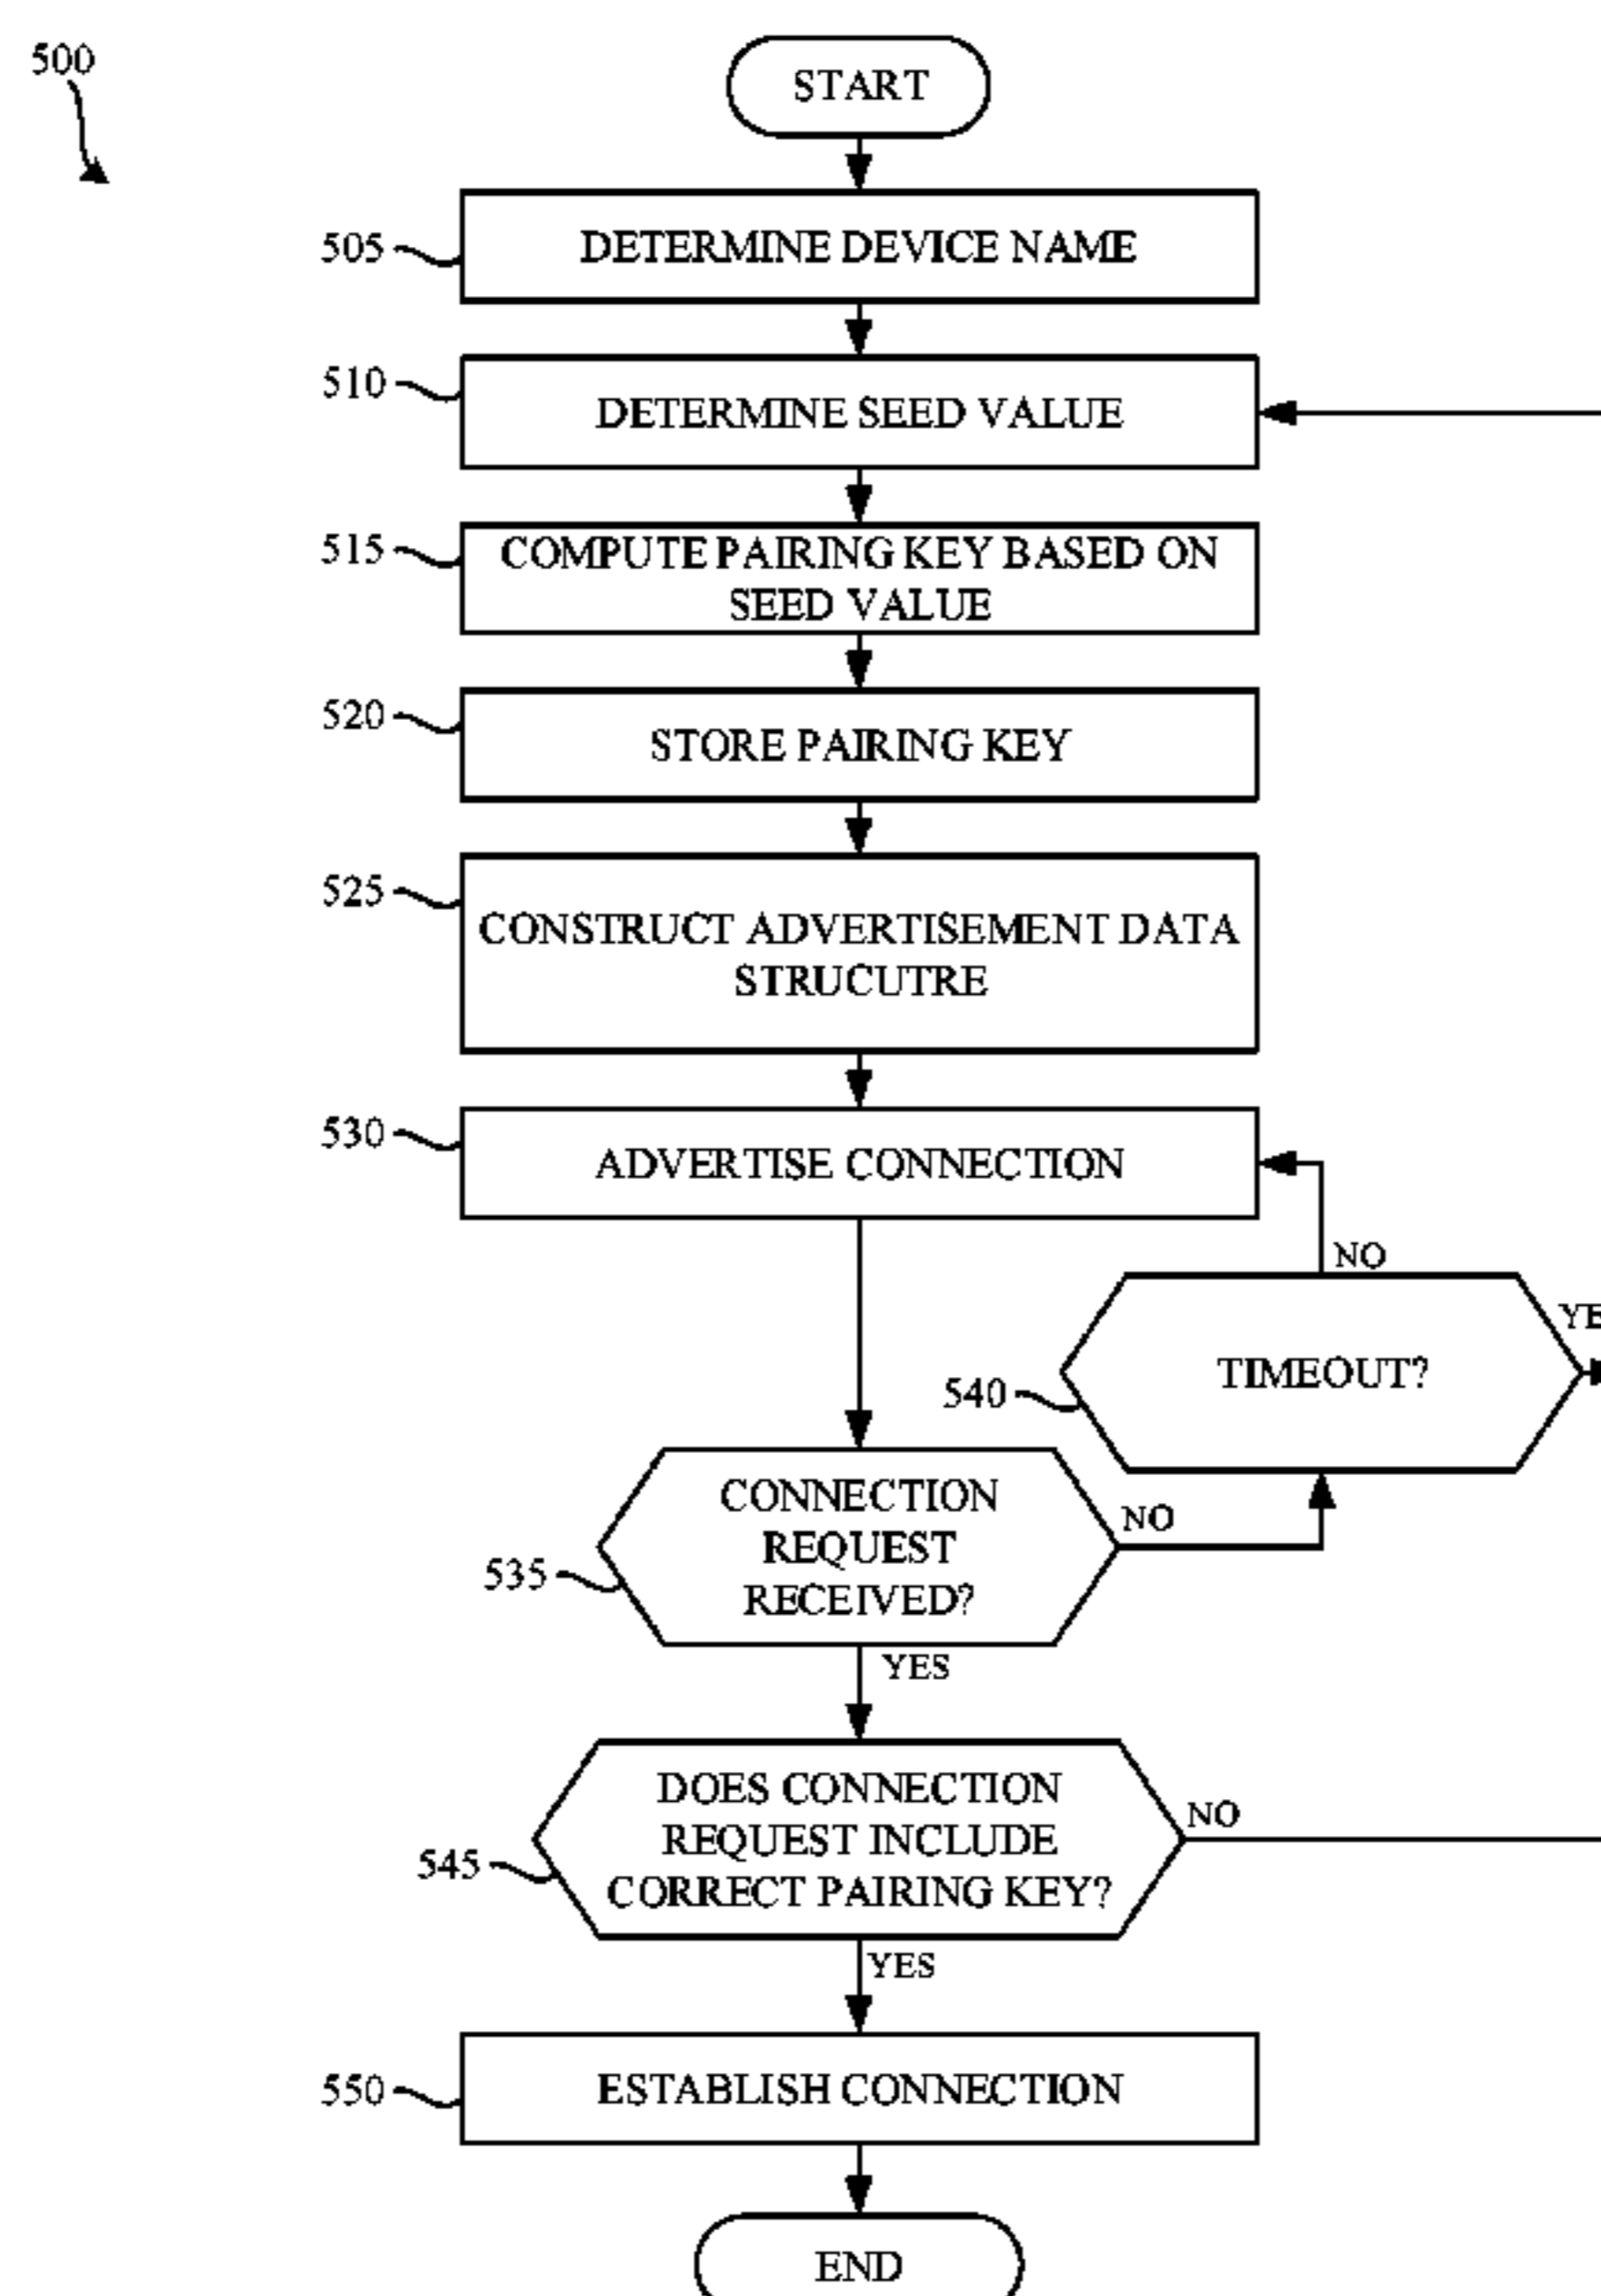 500
START
505
DETERMINE DEVICE NAME
510
DETERMINE SEED VALUE
515
COMPUTE PAIRING KEY BASED ON
SEED VALUE
520
STORE PAIRING KEY
525
CONSTRUCT ADVERTISEMENT DATA
STRUCUTRE
530
ADVERTISE CONNECTION
NO
YE
TIMEOUT?
540
CONNECTION
REQUEST
RECEIVED?
NO
535
YES
DOES CONNECTION
REQUEST INCLUDE
CORRECT PAIRING KEY?
NO
545
YES
550
ESTABLISH CONNECTION
END